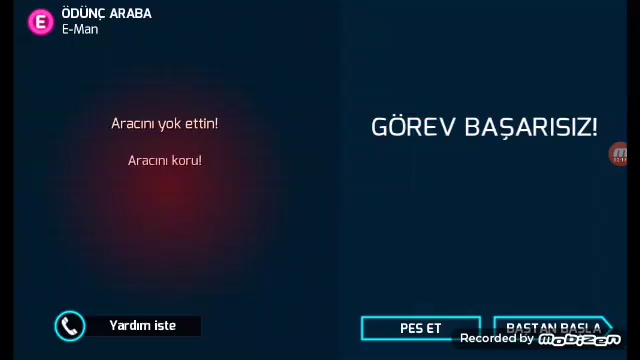 E
ÖDÜNÇ ARABA
E-Man
Aracını yok ettin!
Aracını koru!
GÖREV BAŞARISIZ!
Yardım iste
PES ET
BAŞTAN BAŞLA
Recorded by mobizen